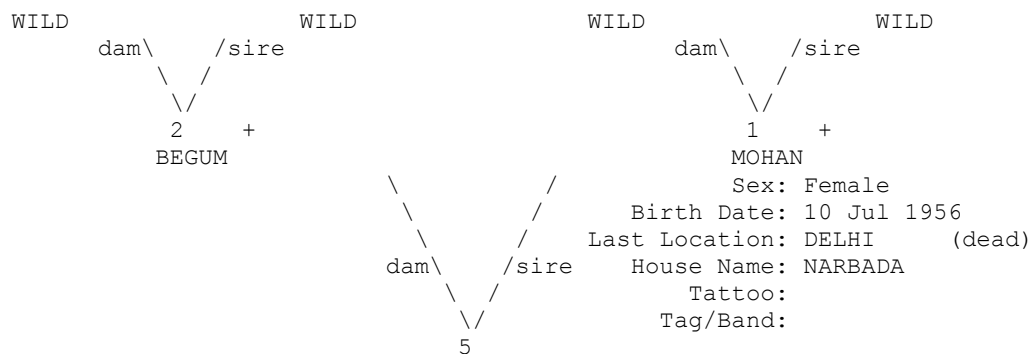 WILD WILD WILD WILD
dam\ /sire dam\ /sire
\ / \ /
\/ \/
2 + 1 +
BEGUM MOHAN
\ / Sex: Female
\ / Birth Date: 10 Jul 1956
\ / Last Location: DELHI (dead)
dam\ /sire House Name: NARBADA
\ / Tattoo:
\/ Tag/Band:
5